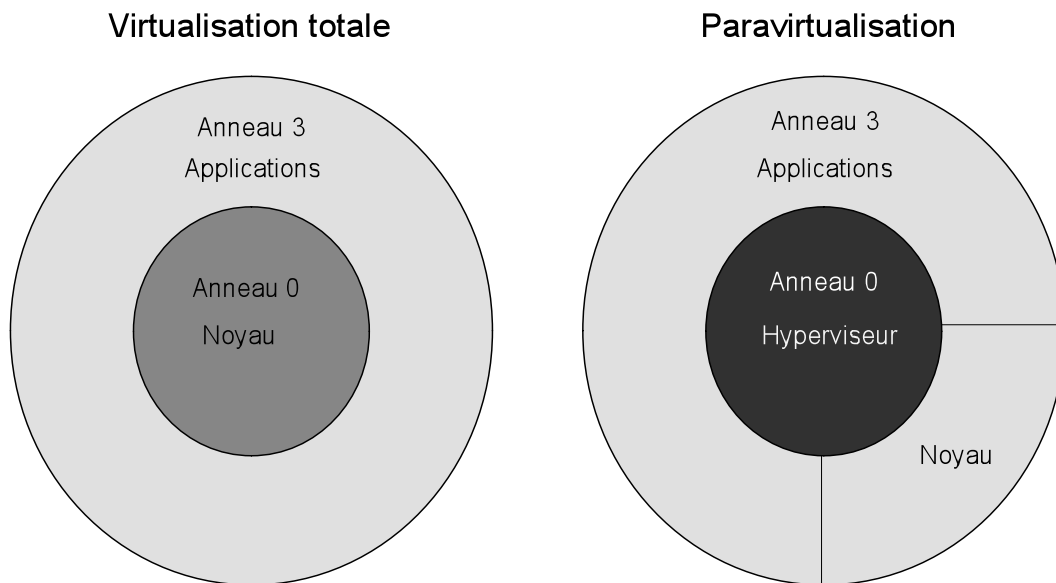 Virtualisation totale
Anneau 3
Applications
Anneau 0
Noyau
Paravirtualisation
Anneau 3
Applications
Anneau 0
Hyperviseur
Noyau